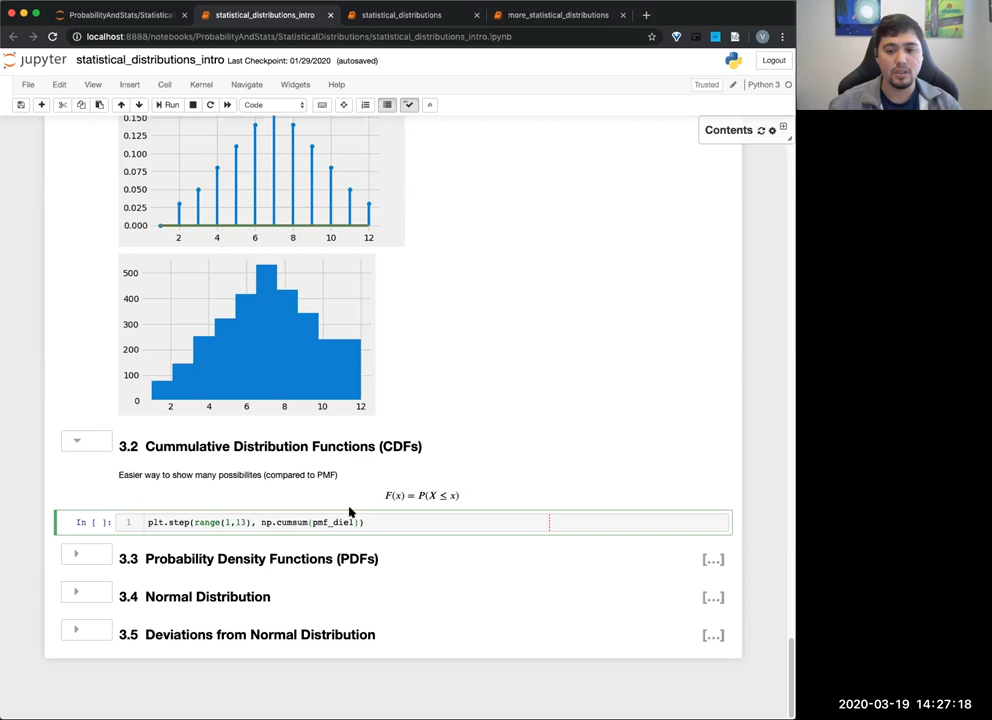 ProbabilityAndStats/Statistical
statistical_distributions_intro
statistical_distributions
more_statistical_distributions
localhost:8888/notebooks/ProbabilityAndStats/StatisticalDistributions/statistical_distributions_intro.ipynb
V
jupyter statistical_distributions_intro Last Checkpoint: 01/29/2020 (autosaved)
Logout
File Edit View Insert Cell Kernel Navigate Widgets Help
Trusted
Python 3
Run
Code
Contents
0.150
0.125
0.100
0.075
0.050
0.025
0.000
2 4 6 8 10 12
500
400
300
200
100
0
2 4 6 8 10 12
3.2 Cummulative Distribution Functions (CDFs)
Easier way to show many possibilites (compared to PMF)
F(x) = P(X ≤ x)
In [ ]: 1 plt.step(range(1,13), np.cumsum(pmf_die1))
3.3 Probability Density Functions (PDFs) [...]
3.4 Normal Distribution [...]
3.5 Deviations from Normal Distribution [...]
2020-03-19 14:27:18